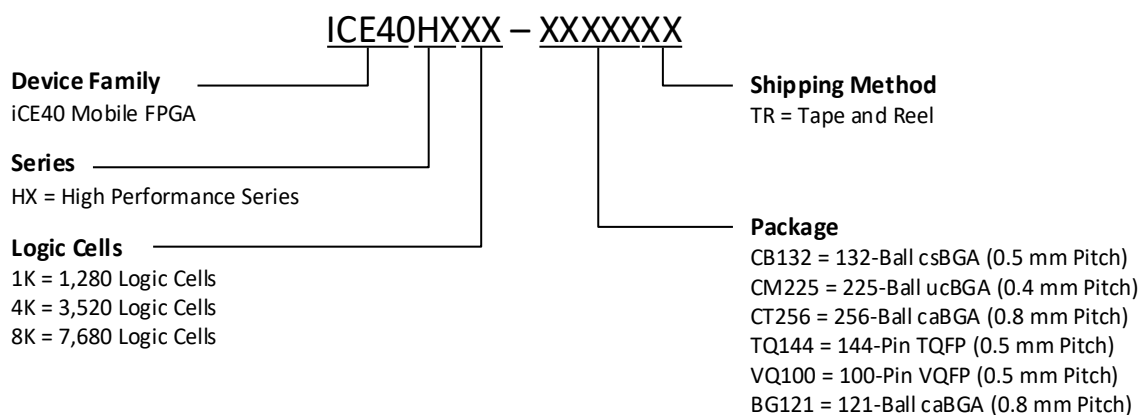 ICE40HXXX – XXXXXXX
Device Family
iCE40 Mobile FPGA
Series
HX = High Performance Series
Logic Cells
1K = 1,280 Logic Cells
4K = 3,520 Logic Cells
8K = 7,680 Logic Cells
Shipping Method
TR = Tape and Reel
Package
CB132 = 132-Ball csBGA (0.5 mm Pitch)
CM225 = 225-Ball ucBGA (0.4 mm Pitch)
CT256 = 256-Ball caBGA (0.8 mm Pitch)
TQ144 = 144-Pin TQFP (0.5 mm Pitch)
VQ100 = 100-Pin VQFP (0.5 mm Pitch)
BG121 = 121-Ball caBGA (0.8 mm Pitch)